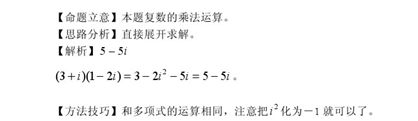 【命题立意】本题复数的乘法运算。
【思路分析】直接展开求解。
【解析】5－5i
(3+i)(1－2i)=3－2i²－5i=5－5i。
【方法技巧】和多项式的运算相同，注意把i²化为－1就可以了。